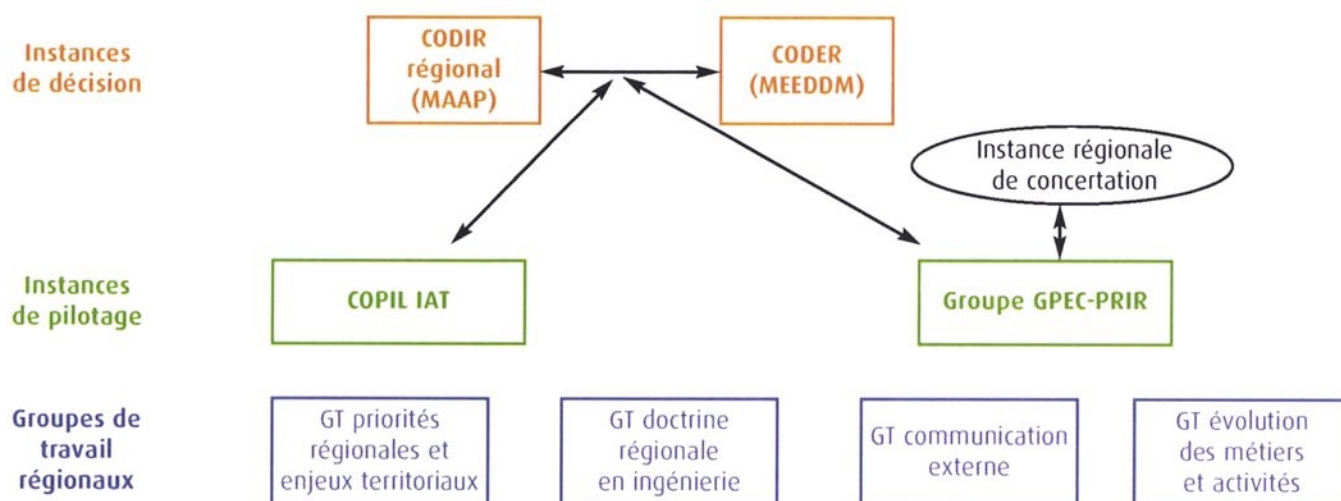 Instances
de décision
CODIR
régional
(MAAP)
CODER
(MEEDDM)
Instance régionale
de concertation
Instances
de pilotage
COPIL IAT
Groupe GPEC-PRIR
Groupes de
travail
régionaux
GT priorités
régionales et
enjeux territoriaux
GT doctrine
régionale
en ingénierie
GT communication
externe
GT évolution
des métiers
et activités